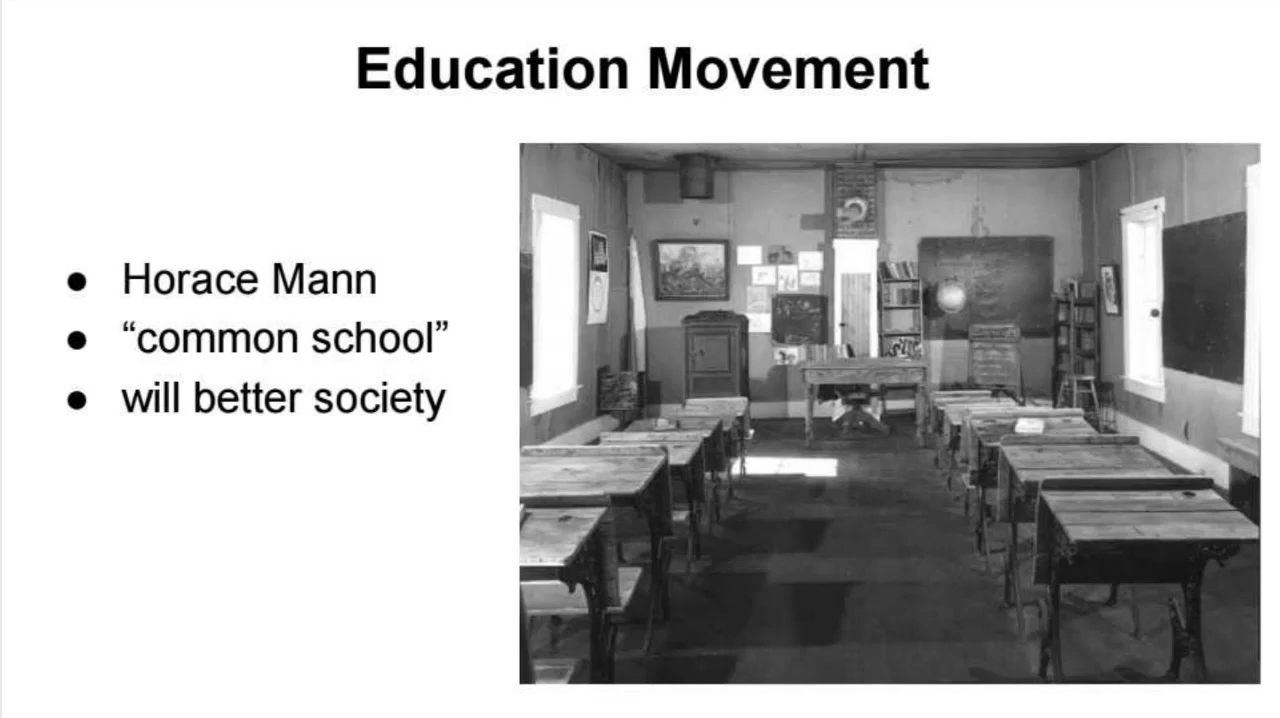 Education Movement
● Horace Mann
● “common school”
● will better society